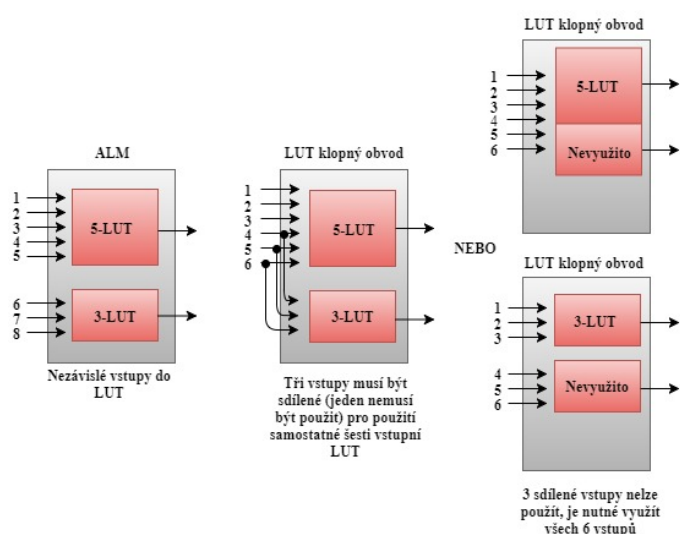 ALM
1
2
3
4
5
5-LUT
6
7
8
3-LUT
Nezávislé vstupy do
LUT
LUT klopný obvod
1
2
3
4
5
6
5-LUT
3-LUT
Tři vstupy musí být
sdílené (jeden nemusí
být použit) pro použití
samostatné šesti vstupní
LUT
NEBO
LUT klopný obvod
1
2
3
4
5
6
5-LUT
Nevyužito
LUT klopný obvod
1
2
3
3-LUT
4
5
6
Nevyužito
3 sdílené vstupy nelze
použít, je nutné využít
všech 6 vstupů